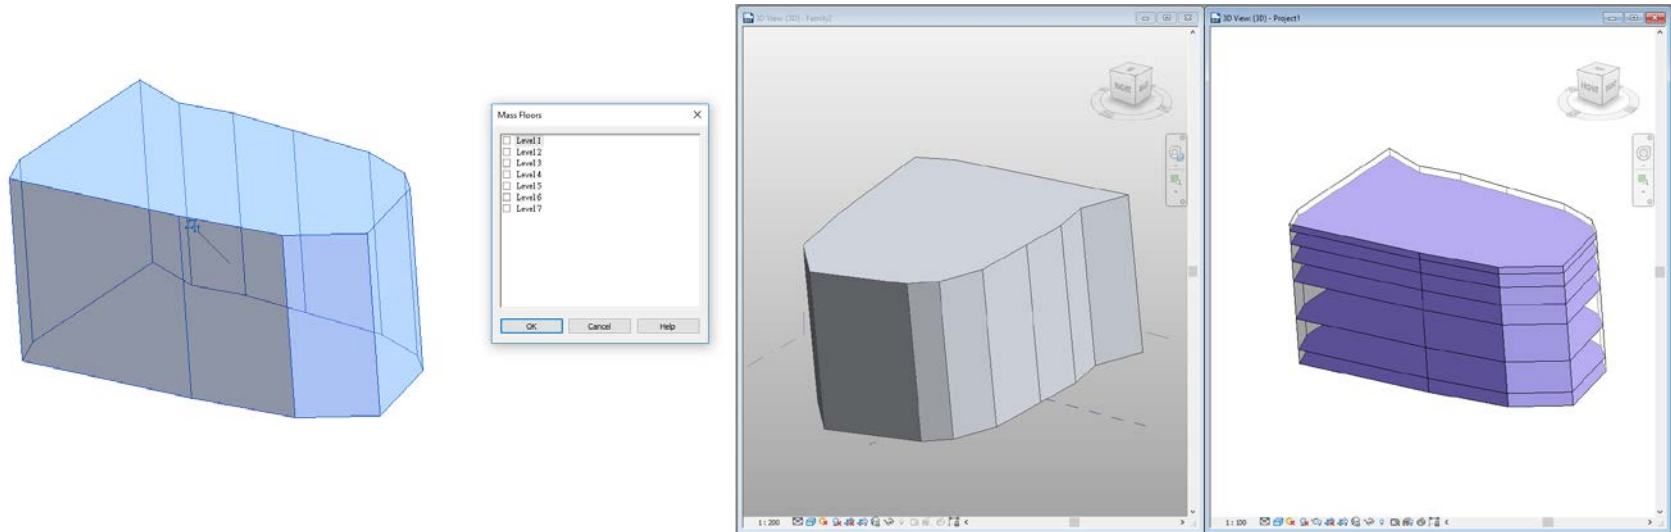 Mass Floors
Level 1
Level 2
Level 3
Level 4
Level 5
Level 6
Level 7
OK
Cancel
Help
3D View: {3D} - Family2
1 : 200
3D View: {3D} - Project1
1 : 100